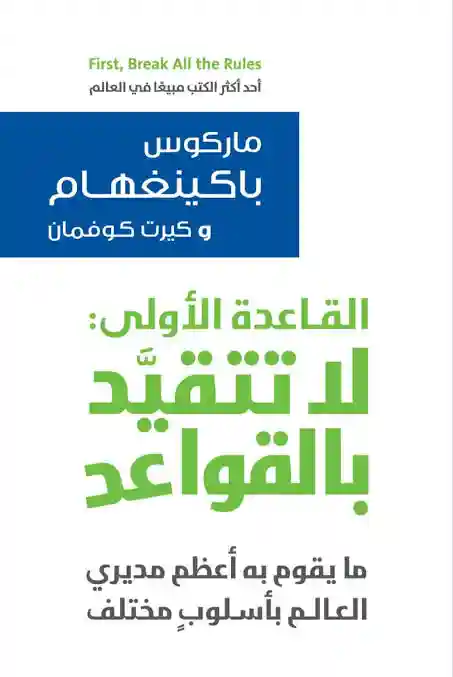 First, Break All the Rules
أحد أكثر الكتب مبيعًا في العالم
ماركوس
باكينغهام
و كيرت كوفمان
القاعدة الأولى:
لا تتقيَّد
بالقواعد
ما يقوم به أعظم مديري
العالم بأسلوبٍ مختلف